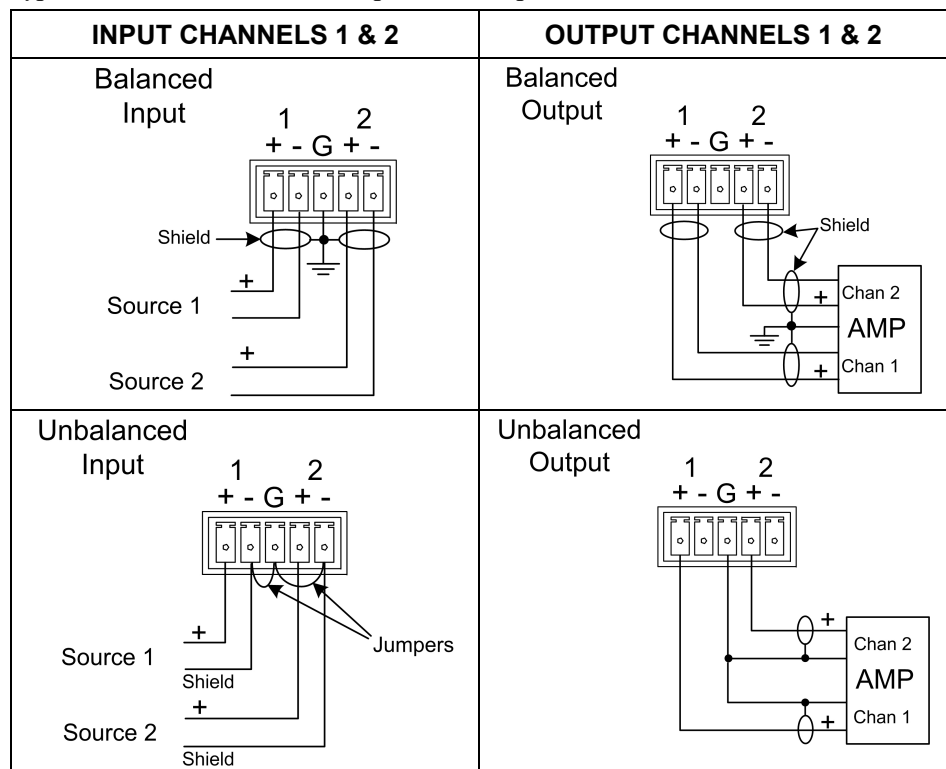 INPUT CHANNELS 1 & 2
OUTPUT CHANNELS 1 & 2
Balanced
Input
1 2
+ - G + -
Shield
+
Source 1
+
Source 2
Balanced
Output
1 2
+ - G + -
Shield
Chan 2
+
AMP
Chan 1
+
Unbalanced
Input
1 2
+ - G + -
Jumpers
+
Source 1
Shield
+
Source 2
Shield
Unbalanced
Output
1 2
+ - G + -
+
Chan 2
AMP
Chan 1
+